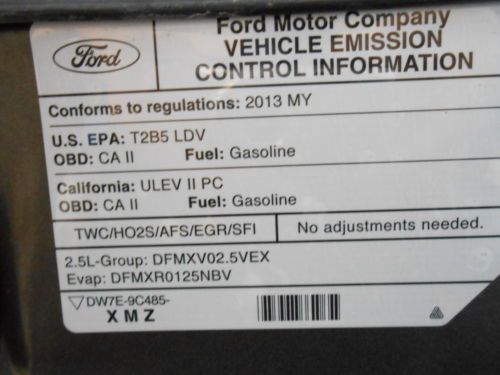 Ford
Ford Motor Company
VEHICLE EMISSION
CONTROL INFORMATION
Conforms to regulations: 2013 MY
U.S. EPA: T2B5 LDV
OBD: CA II Fuel: Gasoline
California: ULEV II PC
OBD: CA II Fuel: Gasoline
TWC/HO2S/AFS/EGR/SFI No adjustments needed.
2.5L-Group: DFMXV02.5VEX
Evap: DFMXR0125NBV
DW7E-9C485-
X M Z